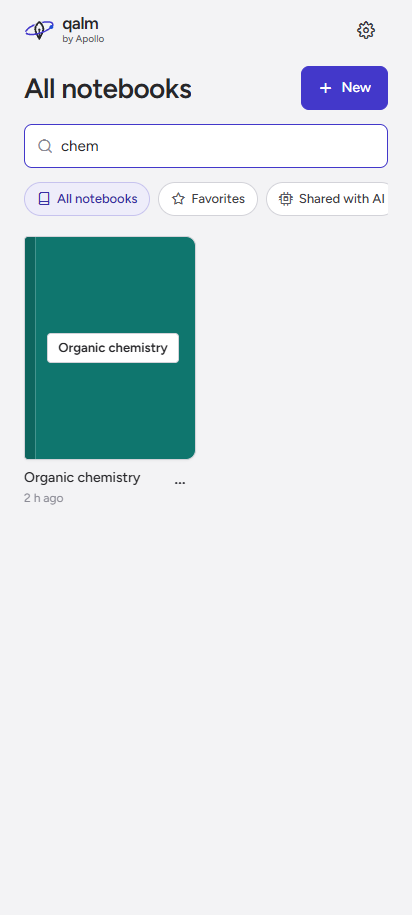 qalm
by Apollo
All notebooks
New
chem
All notebooks
Favorites
Shared with AI
Organic chemistry
Organic chemistry
...
2 h ago